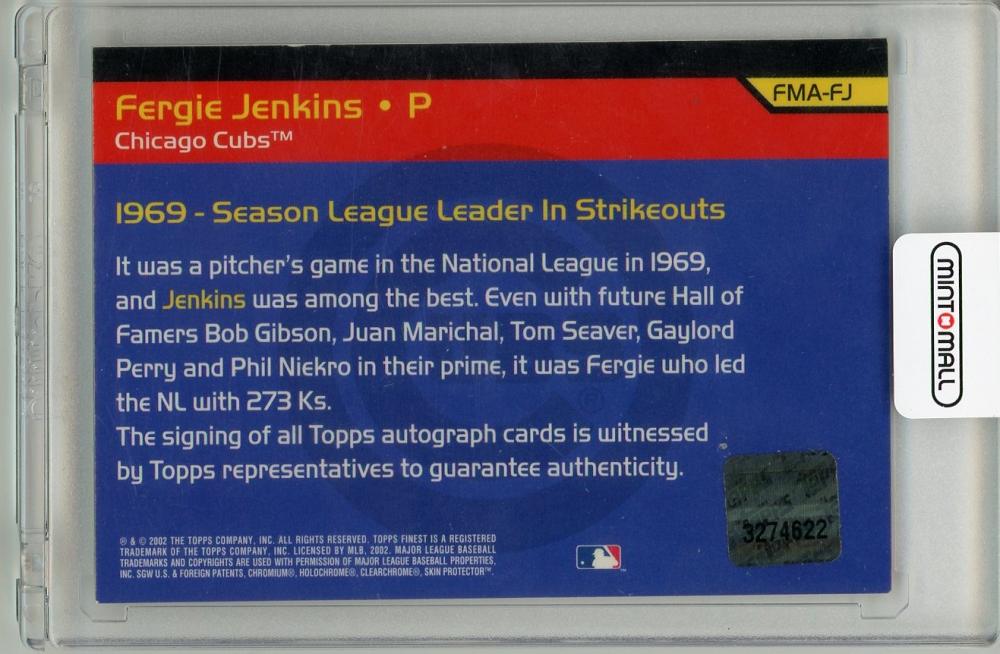 FMA-FJ
Fergie Jenkins • P
Chicago Cubs™
1969 - Season League Leader In Strikeouts
It was a pitcher's game in the National League in 1969,
and Jenkins was among the best. Even with future Hall of
Famers Bob Gibson, Juan Marichal, Tom Seaver, Gaylord
Perry and Phil Niekro in their prime, it was Fergie who led
the NL with 273 Ks.
The signing of all Topps autograph cards is witnessed
by Topps representatives to guarantee authenticity.
® & © 2002 THE TOPPS COMPANY, INC. ALL RIGHTS RESERVED. TOPPS FINEST IS A REGISTERED
TRADEMARK OF THE TOPPS COMPANY, INC. LICENSED BY MLB, 2002. MAJOR LEAGUE BASEBALL
TRADEMARKS AND COPYRIGHTS ARE USED WITH PERMISSION OF MAJOR LEAGUE BASEBALL PROPERTIES,
INC. SGW U.S. & FOREIGN PATENTS, CHROMIUM®, HOLOCHROME®, CLEARCHROME®, SKIN PROTECTOR™.
3274622
MINTOMALL